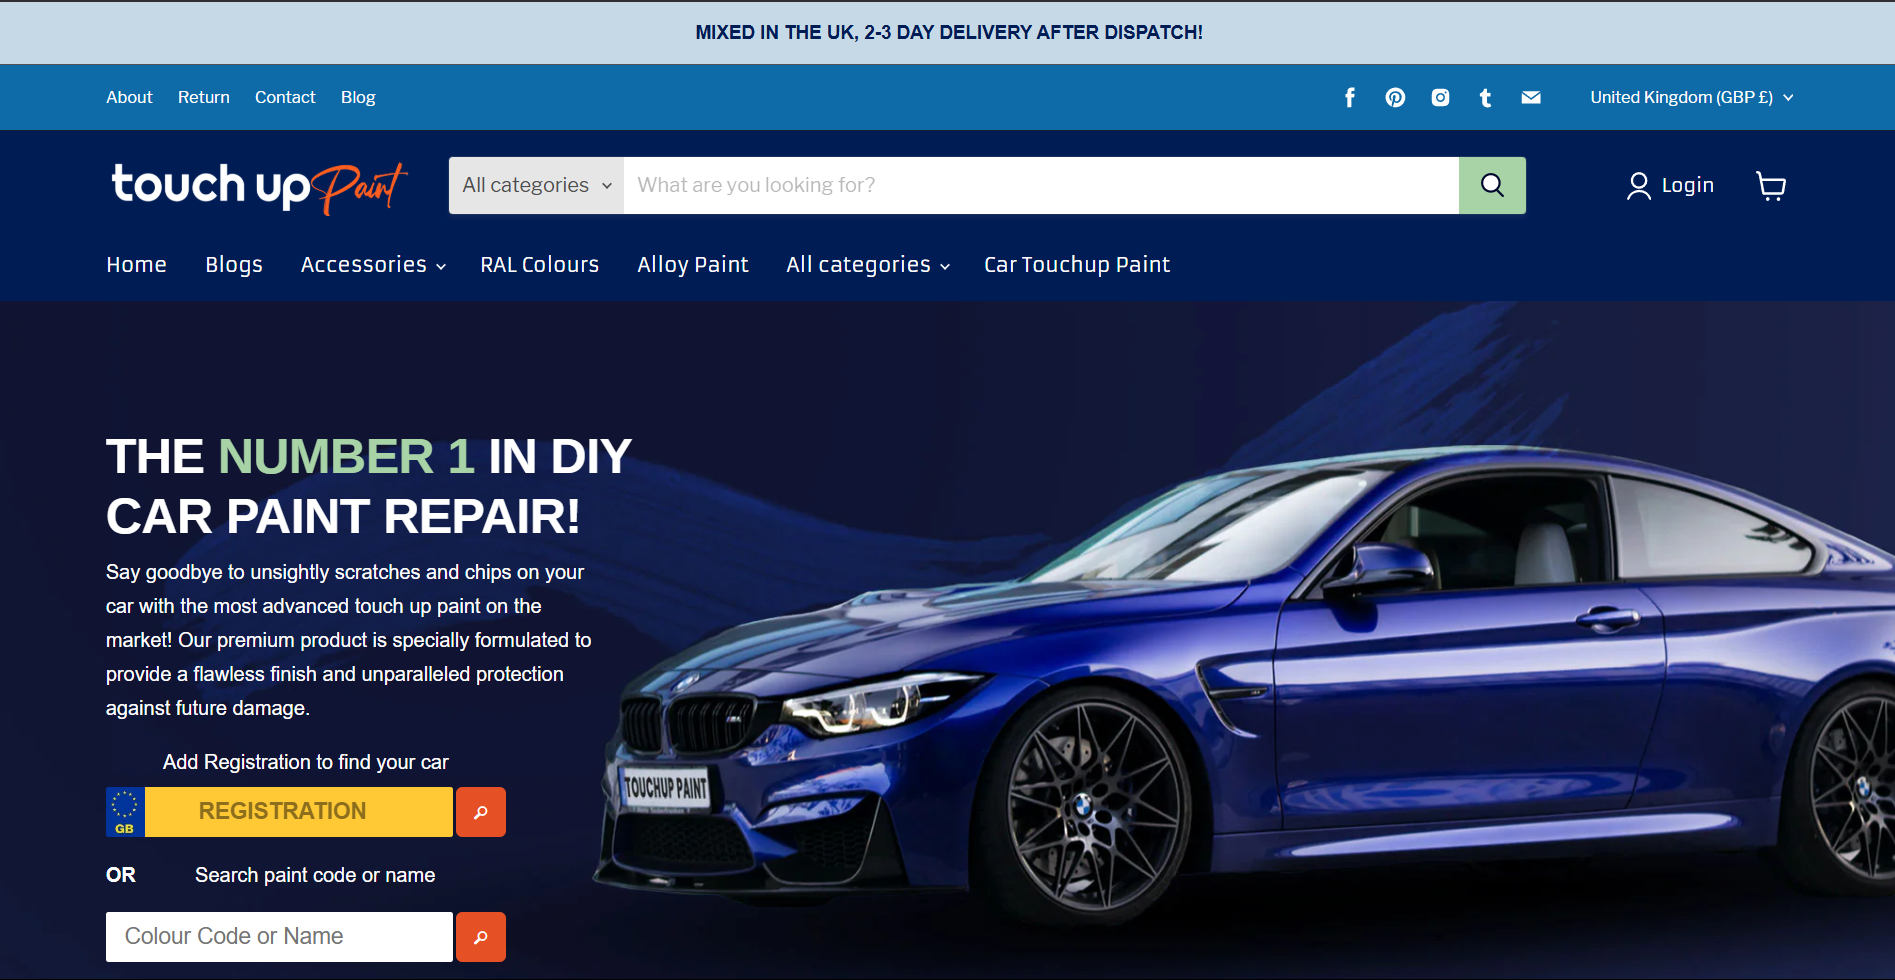 MIXED IN THE UK, 2-3 DAY DELIVERY AFTER DISPATCH!
About Return Contact Blog
United Kingdom (GBP £)
touch up Paint
All categories
What are you looking for?
Login
Home Blogs Accessories RAL Colours Alloy Paint All categories Car Touchup Paint
THE NUMBER 1 IN DIY
CAR PAINT REPAIR!
Say goodbye to unsightly scratches and chips on your
car with the most advanced touch up paint on the
market! Our premium product is specially formulated to
provide a flawless finish and unparalleled protection
against future damage.
Add Registration to find your car
GB
REGISTRATION
OR Search paint code or name
Colour Code or Name
TOUCHUP PAINT